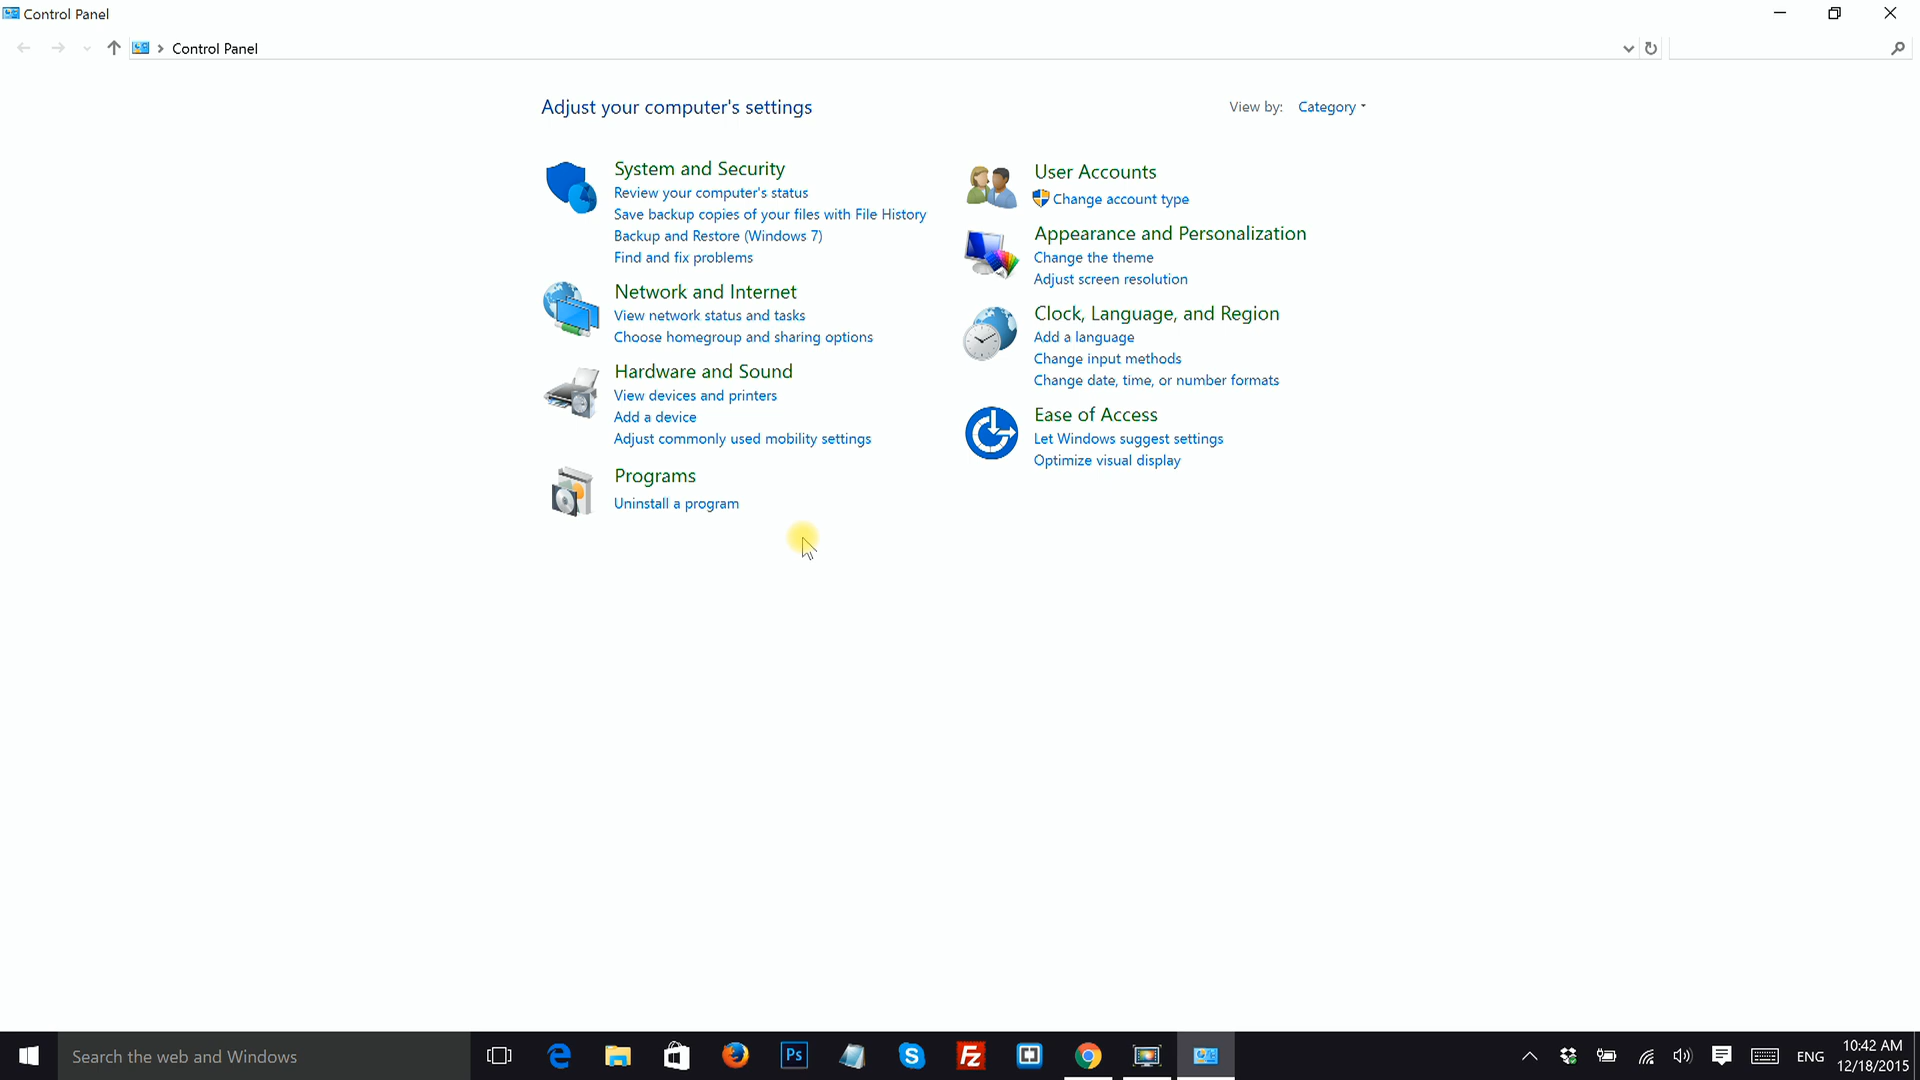 Control Panel
Control Panel
Adjust your computer's settings
View by: Category
System and Security
Review your computer's status
Save backup copies of your files with File History
Backup and Restore (Windows 7)
Find and fix problems
Network and Internet
View network status and tasks
Choose homegroup and sharing options
Hardware and Sound
View devices and printers
Add a device
Adjust commonly used mobility settings
Programs
Uninstall a program
User Accounts
Change account type
Appearance and Personalization
Change the theme
Adjust screen resolution
Clock, Language, and Region
Add a language
Change input methods
Change date, time, or number formats
Ease of Access
Let Windows suggest settings
Optimize visual display
Search the web and Windows
Ps
ENG
10:42 AM
12/18/2015